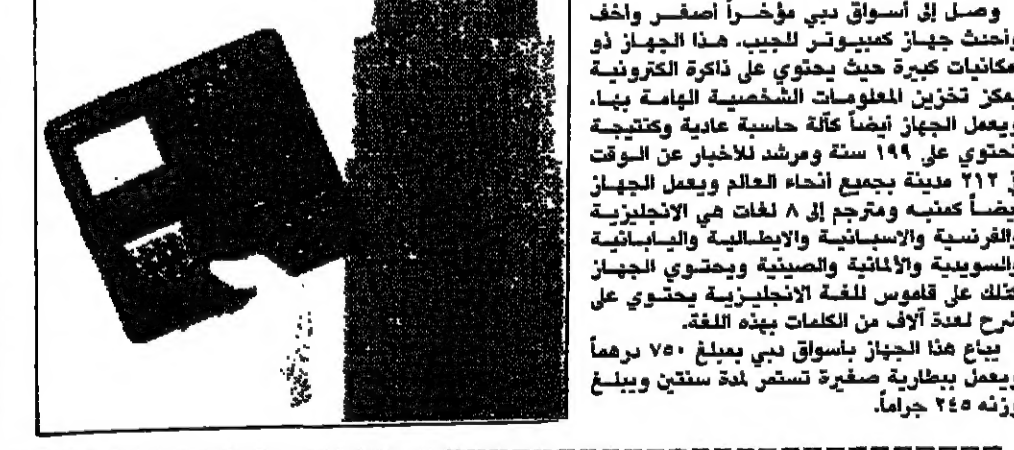 وصل إلى أسواق دبي مؤخراً أصغر وأخف
وأحدث جهاز كمبيوتر للجيب. هذا الجهاز ذو
إمكانيات كبيرة حيث يحتوي على ذاكرة الكترونية
يمكن تخزين المعلومات الشخصية الهامة بها.
ويعمل الجهاز أيضاً كآلة حاسبة عادية وكنتيجة
تحتوي على ١٩٩ سنة ومرشد للأخبار عن الوقت
في ٢١٢ مدينة بجميع أنحاء العالم ويعمل الجهاز
أيضاً كمنبه ومترجم إلى ٨ لغات هي الانجليزية
والفرنسية والاسبانية والايطالية واليابانية
والسويدية والألمانية والصينية ويحتوي الجهاز
كذلك على قاموس للغة الانجليزية يحتوي على
شرح لعدة آلاف من الكلمات بهذه اللغة.
يباع هذا الجهاز بأسواق دبي بمبلغ ٧٥٠ درهماً
ويعمل ببطارية صغيرة تستمر لمدة سنتين ويبلغ
وزنه ٢٤٥ جراماً.